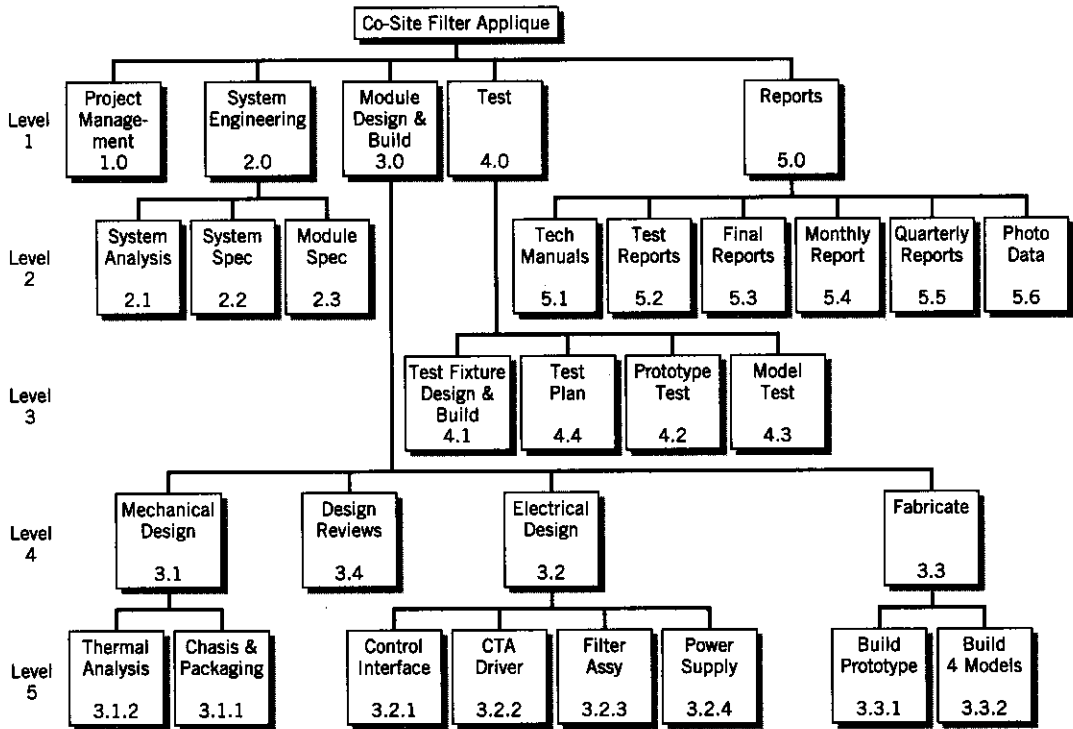 Co-Site Filter Applique
Level
1
Project
Manage-
ment
1.0
System
Engineering
2.0
Module
Design &
Build
3.0
Test
4.0
Reports
5.0
Level
2
System
Analysis
2.1
System
Spec
2.2
Module
Spec
2.3
Tech
Manuals
5.1
Test
Reports
5.2
Final
Reports
5.3
Monthly
Report
5.4
Quarterly
Reports
5.5
Photo
Data
5.6
Level
3
Test Fixture
Design &
Build
4.1
Test
Plan
4.4
Prototype
Test
4.2
Model
Test
4.3
Level
4
Mechanical
Design
3.1
Design
Reviews
3.4
Electrical
Design
3.2
Fabricate
3.3
Level
5
Thermal
Analysis
3.1.2
Chasis &
Packaging
3.1.1
Control
Interface
3.2.1
CTA
Driver
3.2.2
Filter
Assy
3.2.3
Power
Supply
3.2.4
Build
Prototype
3.3.1
Build
4 Models
3.3.2